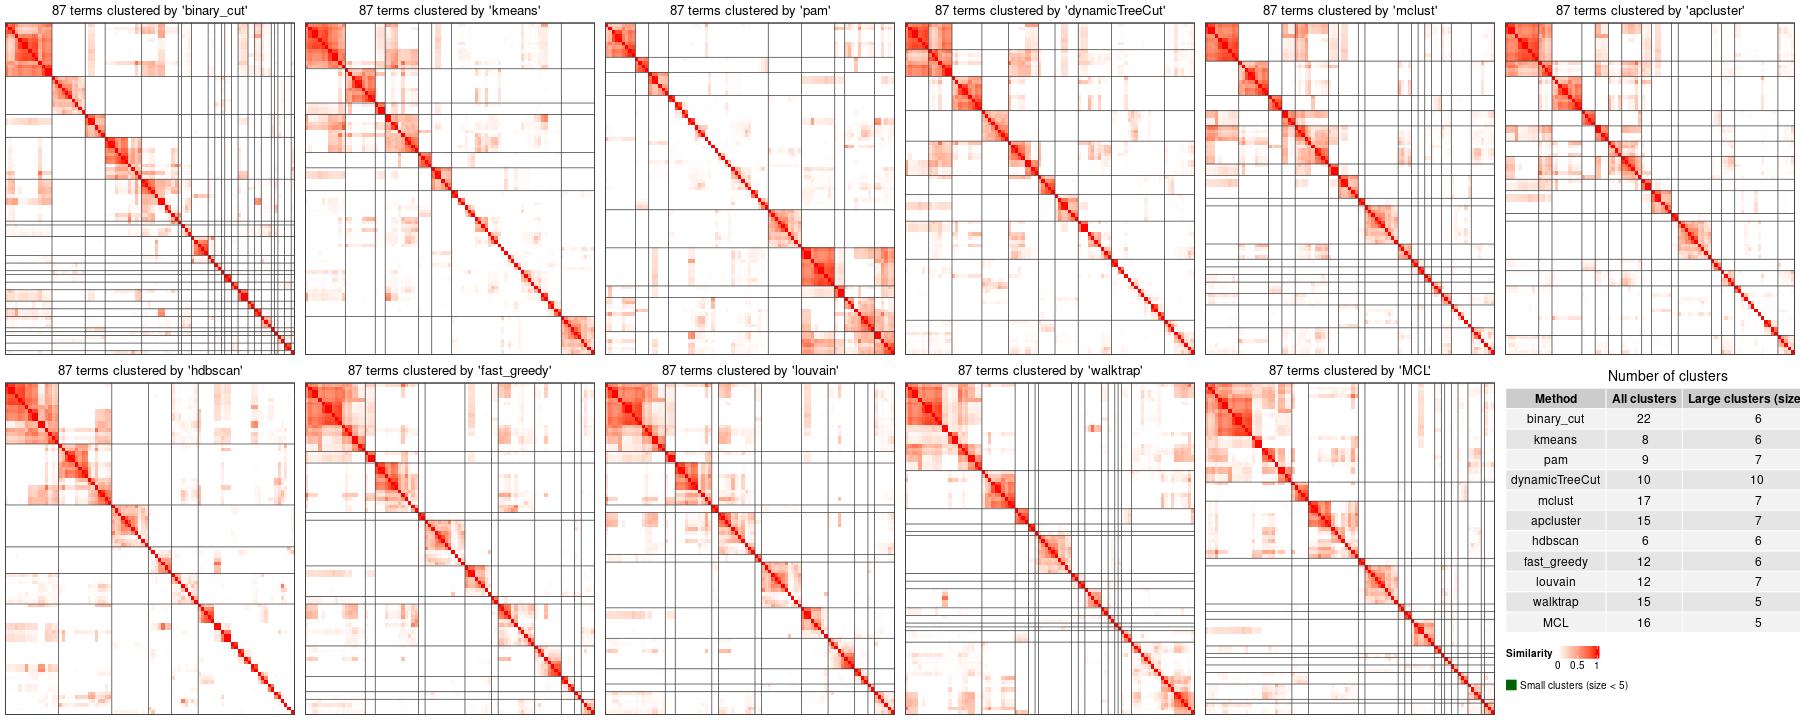 87 terms clustered by 'binary_cut'
87 terms clustered by 'kmeans'
87 terms clustered by 'pam'
87 terms clustered by 'dynamicTreeCut'
87 terms clustered by 'mclust'
87 terms clustered by 'apcluster'
87 terms clustered by 'hdbscan'
87 terms clustered by 'fast_greedy'
87 terms clustered by 'louvain'
87 terms clustered by 'walktrap'
87 terms clustered by 'MCL'
Number of clusters
Method All clusters Large clusters (size
binary_cut 22 6
kmeans 8 6
pam 9 7
dynamicTreeCut 10 10
mclust 17 7
apcluster 15 7
hdbscan 6 6
fast_greedy 12 6
louvain 12 7
walktrap 15 5
MCL 16 5
Similarity
0 0.5 1
Small clusters (size < 5)